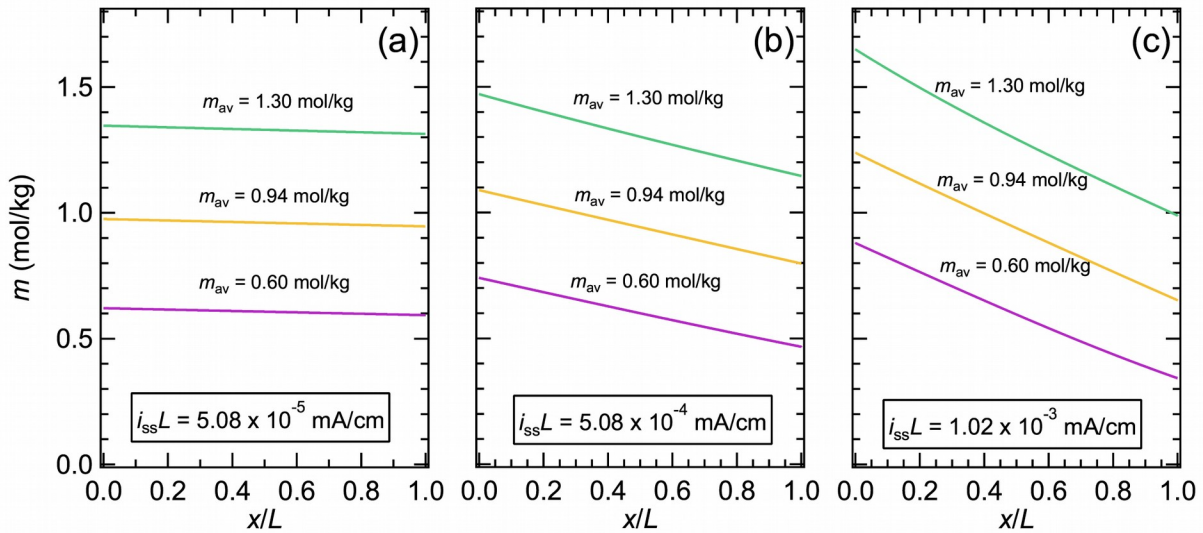 (a)
(b)
(c)
m (mol/kg)
1.5
1.0
0.5
0.0
m_av = 1.30 mol/kg
m_av = 0.94 mol/kg
m_av = 0.60 mol/kg
i_ssL = 5.08 x 10^-5 mA/cm
0.0 0.2 0.4 0.6 0.8 1.0
x/L
m_av = 1.30 mol/kg
m_av = 0.94 mol/kg
m_av = 0.60 mol/kg
i_ssL = 5.08 x 10^-4 mA/cm
0.0 0.2 0.4 0.6 0.8 1.0
x/L
m_av = 1.30 mol/kg
m_av = 0.94 mol/kg
m_av = 0.60 mol/kg
i_ssL = 1.02 x 10^-3 mA/cm
0.0 0.2 0.4 0.6 0.8 1.0
x/L